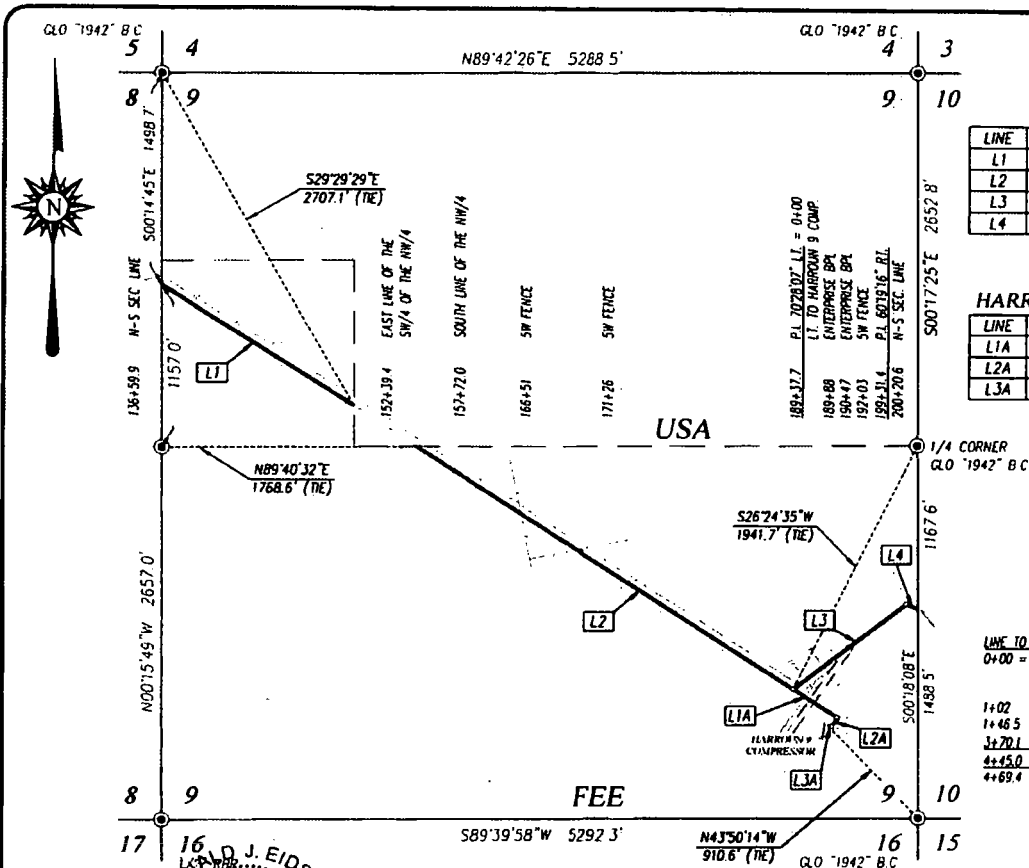 GLO "1942" B C
GLO "1942" B C
5 4
4 3
N89°42'26"E 5288 5'
8 9
9 10
S00°14'45"E 1498 7'
S29°29'29"E
2707.1' (TIE)
N
S00°17'25"E 2652 8'
LINE
L1
L2
L3
L4
HARR
LINE
L1A
L2A
L3A
136+59.9 N-S SEC LINE
1157 0'
L1
152+39.4 EAST LINE OF THE
SW/4 OF THE NW/4
157+72.0 SOUTH LINE OF THE NW/4
166+51 5W FENCE
171+26 5W FENCE
189+37.7 P.I. 70°28'07" LT. = 0+00
LT. TO HARROUN 9 COMP.
189+88 ENTERPRISE BPL
190+47 ENTERPRISE BPL
192+03 5W FENCE
199+31.4 P.I. 60°19'16" RT.
200+20.6 N-S SEC. LINE
USA
1/4 CORNER
GLO "1942" B C
N89°40'32"E
1768.6' (TIE)
S26°24'35"W
1941.7' (TIE)
1167 6'
L4
N00°15'49"W 2657.0'
L2
L3
S00°18'08"E
1488 5'
LINE TO
0+00 =
1+02
1+46 5
3+70.1
4+45.0
4+69.4
L1A
HARROUN 9
COMPRESSOR
L2A
L3A
FEE
8 9
9 10
S89°39'58"W 5292 3'
N43°50'14"W
910.6' (TIE)
17 16
16 15
GLO "1942" B C
ALD J. EID